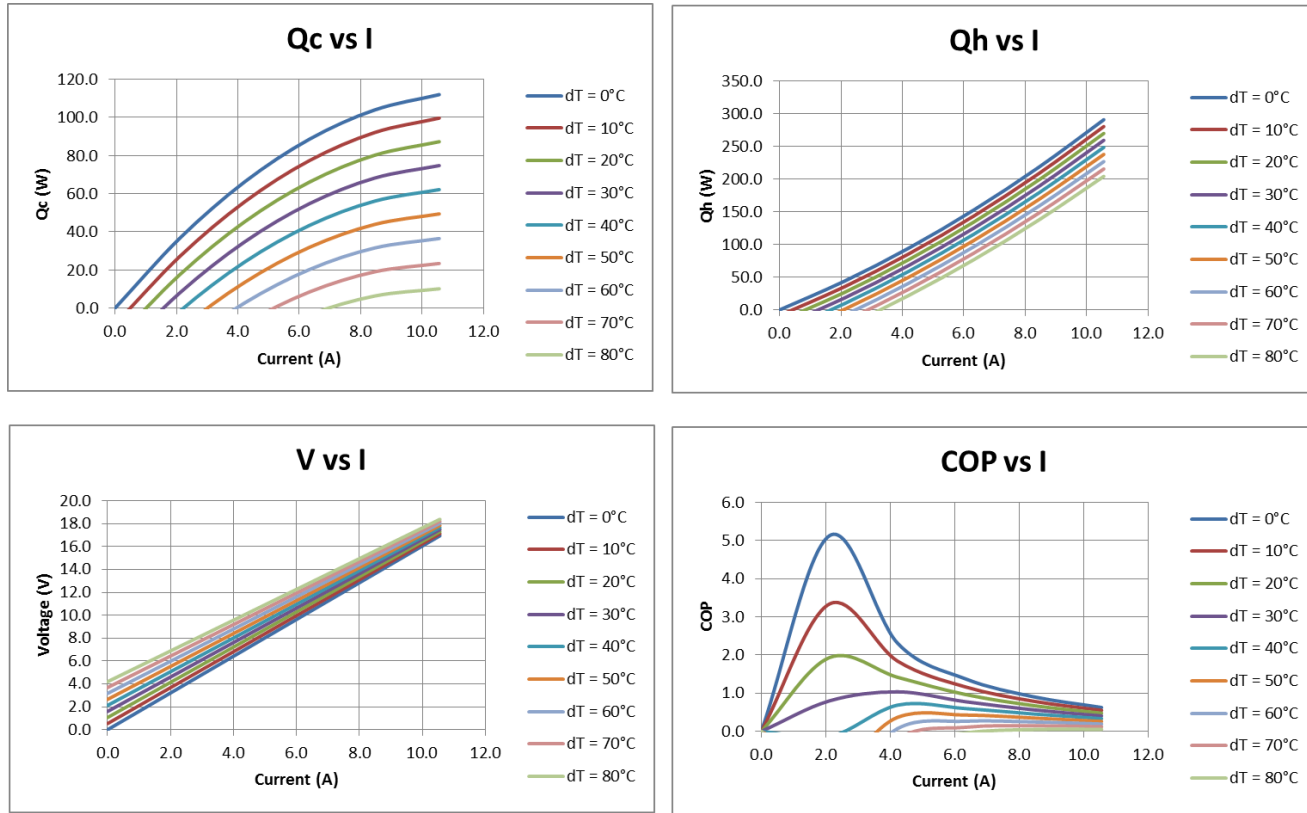 Qc vs I
Qc (W)
120.0
100.0
80.0
60.0
40.0
20.0
0.0
0.0 2.0 4.0 6.0 8.0 10.0 12.0
Current (A)
dT = 0°C
dT = 10°C
dT = 20°C
dT = 30°C
dT = 40°C
dT = 50°C
dT = 60°C
dT = 70°C
dT = 80°C
Qh vs I
Qh (W)
350.0
300.0
250.0
200.0
150.0
100.0
50.0
0.0
0.0 2.0 4.0 6.0 8.0 10.0 12.0
Current (A)
dT = 0°C
dT = 10°C
dT = 20°C
dT = 30°C
dT = 40°C
dT = 50°C
dT = 60°C
dT = 70°C
dT = 80°C
V vs I
Voltage (V)
20.0
18.0
16.0
14.0
12.0
10.0
8.0
6.0
4.0
2.0
0.0
0.0 2.0 4.0 6.0 8.0 10.0 12.0
Current (A)
dT = 0°C
dT = 10°C
dT = 20°C
dT = 30°C
dT = 40°C
dT = 50°C
dT = 60°C
dT = 70°C
dT = 80°C
COP vs I
COP
6.0
5.0
4.0
3.0
2.0
1.0
0.0
0.0 2.0 4.0 6.0 8.0 10.0 12.0
Current (A)
dT = 0°C
dT = 10°C
dT = 20°C
dT = 30°C
dT = 40°C
dT = 50°C
dT = 60°C
dT = 70°C
dT = 80°C